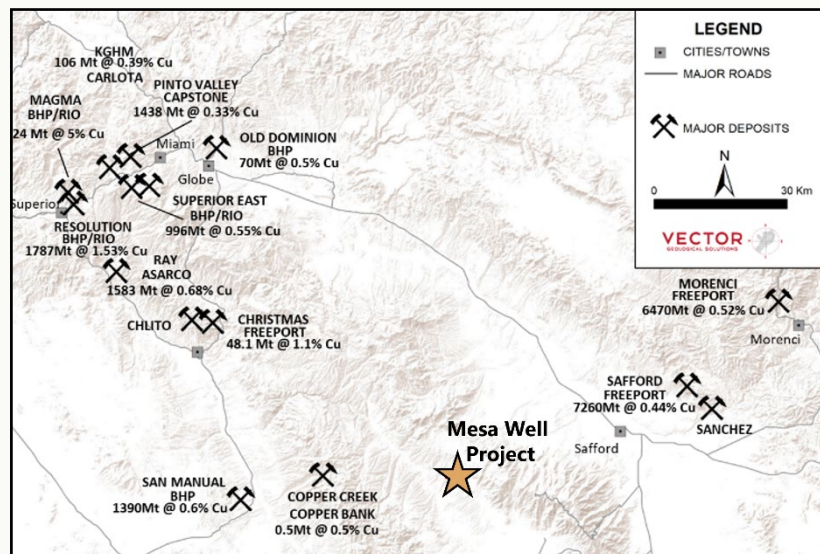 KGHM
106 Mt @ 0.39% Cu
CARLOTA
PINTO VALLEY
CAPSTONE
1438 Mt @ 0.33% Cu
MAGMA
BHP/RIO
24 Mt @ 5% Cu
Miami
OLD DOMINION
BHP
70Mt @ 0.5% Cu
Globe
Superior
SUPERIOR EAST
BHP/RIO
996Mt @ 0.55% Cu
RESOLUTION
BHP/RIO
1787Mt @ 1.53% Cu
RAY
ASARCO
1583 Mt @ 0.68% Cu
CHLITO
CHRISTMAS
FREEPORT
48.1 Mt @ 1.1% Cu
SAN MANUAL
BHP
1390Mt @ 0.6% Cu
COPPER CREEK
COPPER BANK
0.5Mt @ 0.5% Cu
Mesa Well
Project
Safford
SAFFORD
FREEPORT
7260Mt @ 0.44% Cu
SANCHEZ
MORENCI
FREEPORT
6470Mt @ 0.52% Cu
Morenci
LEGEND
CITIES/TOWNS
MAJOR ROADS
MAJOR DEPOSITS
N
0 30 Km
VECTOR
GEOLOGICAL SOLUTIONS